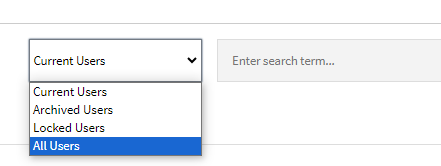 Current Users
Enter search term...
Current Users
Archived Users
Locked Users
All Users